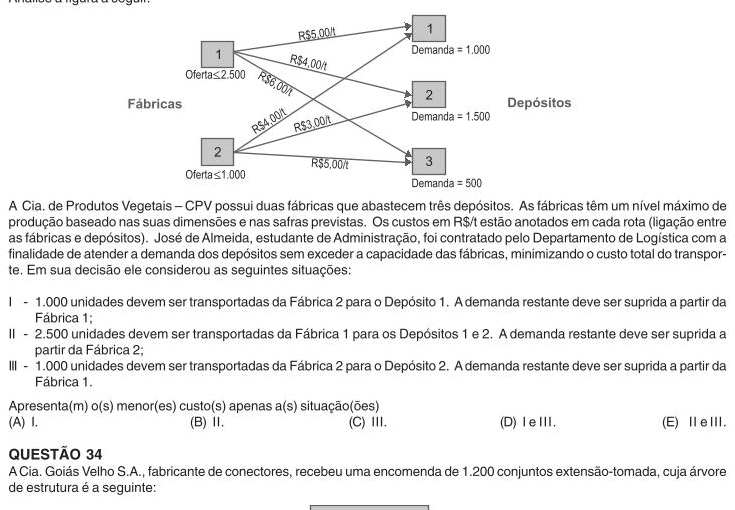 1
R$5,00/t
Demanda = 1.000
1
Oferta≤2.500
R$4,00/t
R$6,00/t
2
Demanda = 1.500
Fábricas
Depósitos
R$4,00/t
R$3,00/t
2
Oferta≤1.000
R$5,00/t
3
Demanda = 500
A Cia. de Produtos Vegetais – CPV possui duas fábricas que abastecem três depósitos. As fábricas têm um nível máximo de
produção baseado nas suas dimensões e nas safras previstas. Os custos em R$/t estão anotados em cada rota (ligação entre
as fábricas e depósitos). José de Almeida, estudante de Administração, foi contratado pelo Departamento de Logística com a
finalidade de atender a demanda dos depósitos sem exceder a capacidade das fábricas, minimizando o custo total do transpor-
te. Em sua decisão ele considerou as seguintes situações:
I - 1.000 unidades devem ser transportadas da Fábrica 2 para o Depósito 1. A demanda restante deve ser suprida a partir da
Fábrica 1;
II - 2.500 unidades devem ser transportadas da Fábrica 1 para os Depósitos 1 e 2. A demanda restante deve ser suprida a
partir da Fábrica 2;
III - 1.000 unidades devem ser transportadas da Fábrica 2 para o Depósito 2. A demanda restante deve ser suprida a partir da
Fábrica 1.
Apresenta(m) o(s) menor(es) custo(s) apenas a(s) situação(ões)
(A) I. (B) II. (C) III. (D) I e III. (E) II e III.
QUESTÃO 34
A Cia. Goiás Velho S.A., fabricante de conectores, recebeu uma encomenda de 1.200 conjuntos extensão-tomada, cuja árvore
de estrutura é a seguinte: